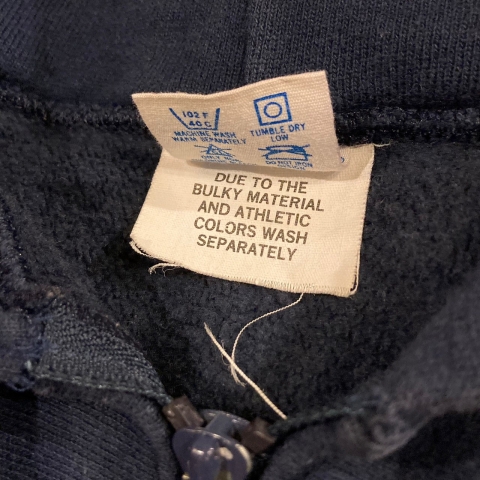 102 F
40 C
MACHINE WASH
WARM SEPARATELY
TUMBLE DRY
LOW
DO NOT IRON
DUE TO THE
BULKY MATERIAL
AND ATHLETIC
COLORS WASH
SEPARATELY